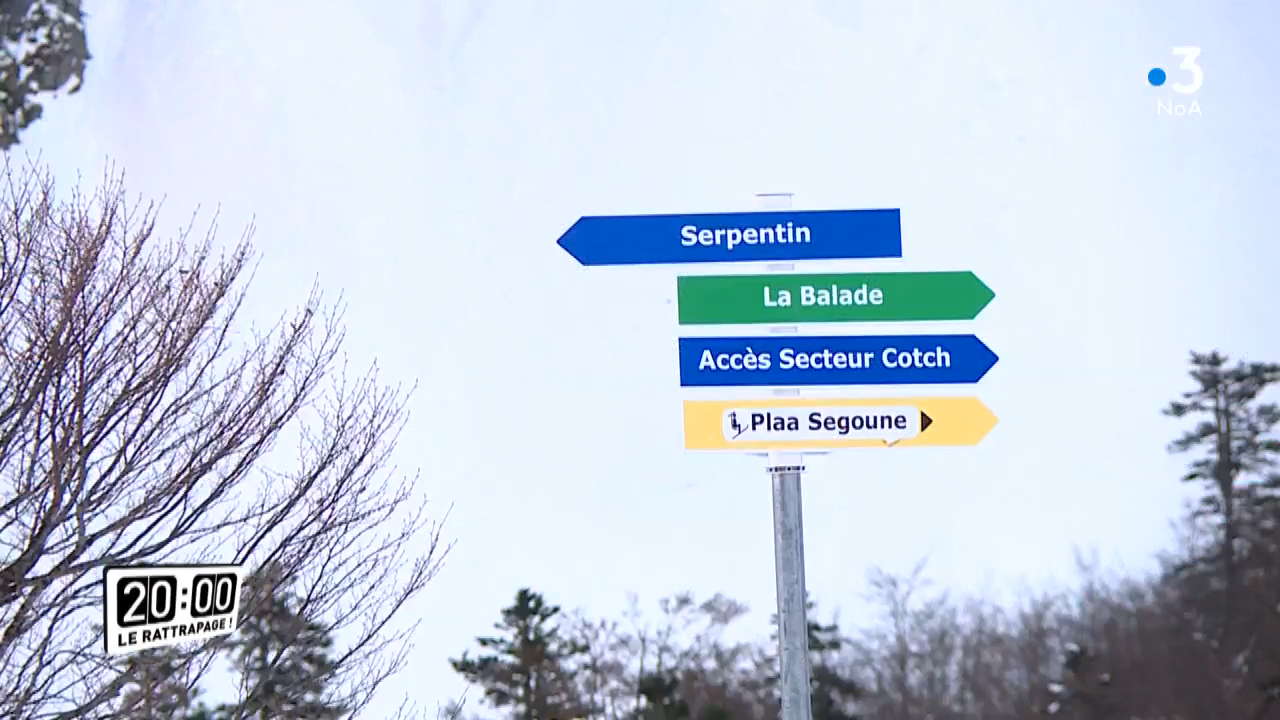 3
NoA
Serpentin
La Balade
Accès Secteur Cotch
Plaa Segoune
20:00
LE RATTRAPAGE !